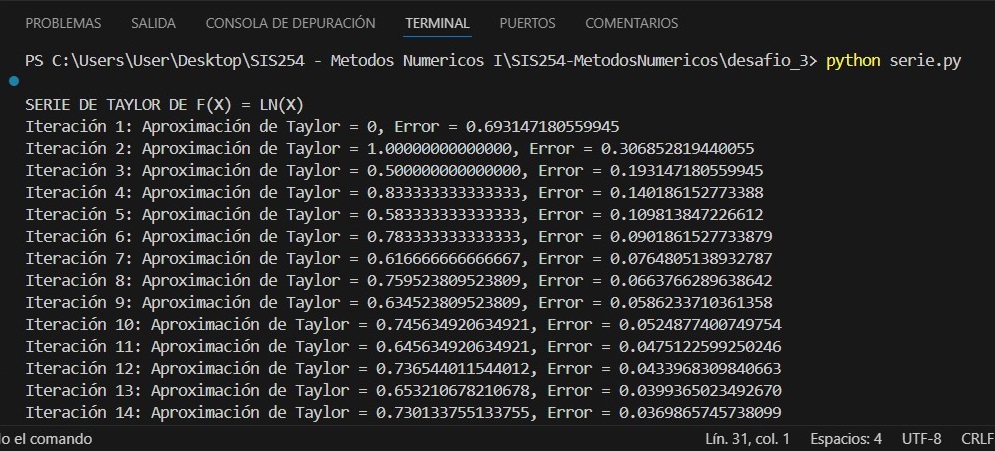 PROBLEMAS SALIDA CONSOLA DE DEPURACIÓN TERMINAL PUERTOS COMENTARIOS
PS C:\Users\User\Desktop\SIS254 - Metodos Numericos I\SIS254-MetodosNumericos\desafio_3> python serie.py
SERIE DE TAYLOR DE F(X) = LN(X)
Iteración 1: Aproximación de Taylor = 0, Error = 0.693147180559945
Iteración 2: Aproximación de Taylor = 1.00000000000000, Error = 0.306852819440055
Iteración 3: Aproximación de Taylor = 0.500000000000000, Error = 0.193147180559945
Iteración 4: Aproximación de Taylor = 0.833333333333333, Error = 0.140186152773388
Iteración 5: Aproximación de Taylor = 0.583333333333333, Error = 0.109813847226612
Iteración 6: Aproximación de Taylor = 0.783333333333333, Error = 0.0901861527733879
Iteración 7: Aproximación de Taylor = 0.616666666666667, Error = 0.0764805138932787
Iteración 8: Aproximación de Taylor = 0.759523809523809, Error = 0.0663766289638642
Iteración 9: Aproximación de Taylor = 0.634523809523809, Error = 0.0586233710361358
Iteración 10: Aproximación de Taylor = 0.745634920634921, Error = 0.0524877400749754
Iteración 11: Aproximación de Taylor = 0.645634920634921, Error = 0.0475122599250246
Iteración 12: Aproximación de Taylor = 0.736544011544012, Error = 0.0433968309840663
Iteración 13: Aproximación de Taylor = 0.653210678210678, Error = 0.0399365023492670
Iteración 14: Aproximación de Taylor = 0.730133755133755, Error = 0.0369865745738099
o el comando Lín. 31, col. 1 Espacios: 4 UTF-8 CRLF